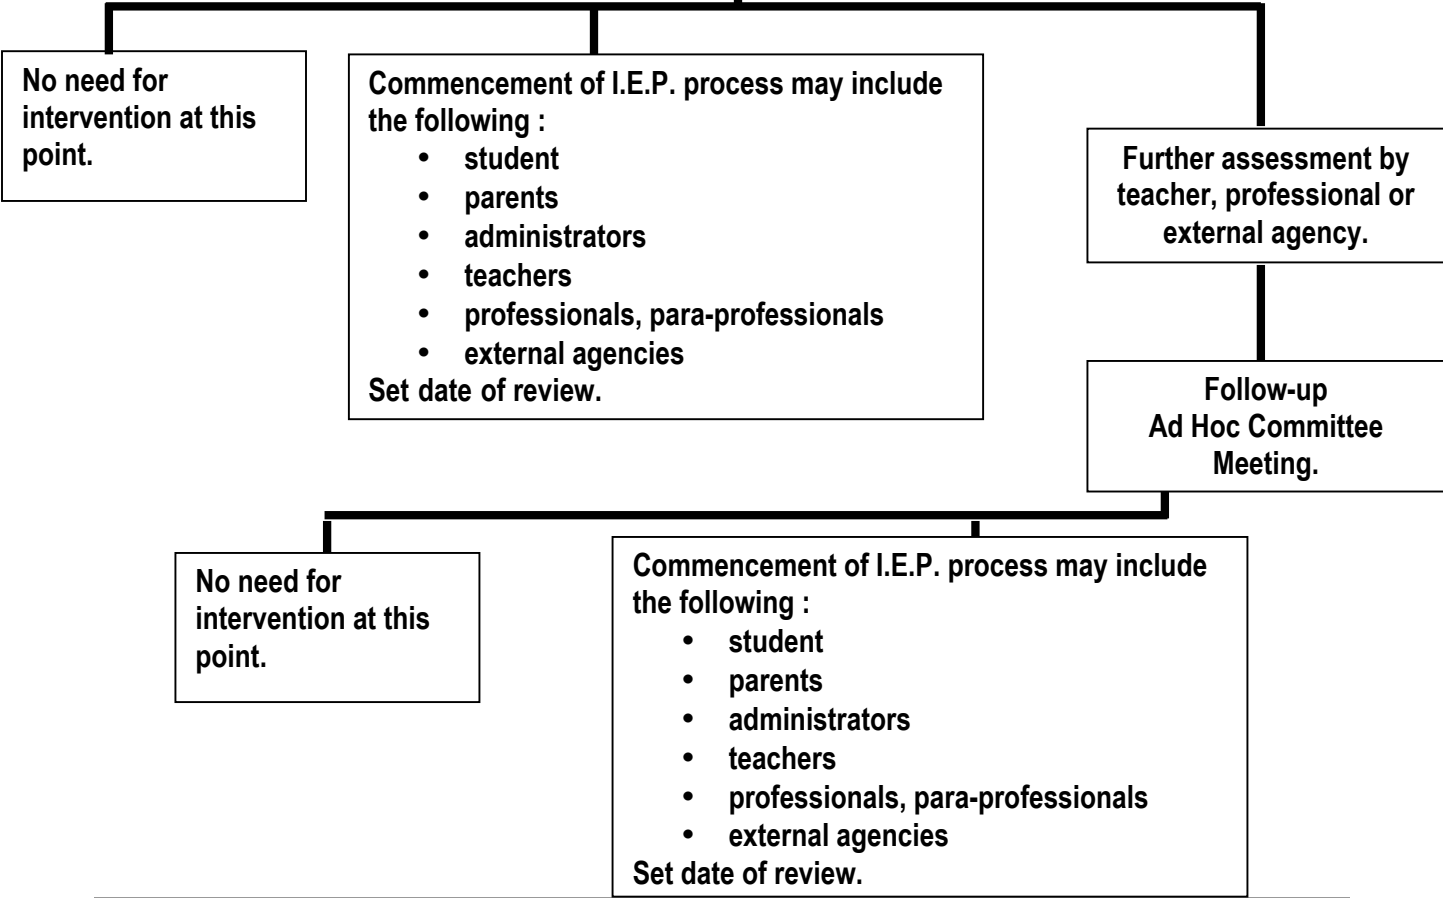 No need for
intervention at this
point.
Commencement of I.E.P. process may include
the following :
• student
• parents
• administrators
• teachers
• professionals, para-professionals
• external agencies
Set date of review.
Further assessment by
teacher, professional or
external agency.
Follow-up
Ad Hoc Committee
Meeting.
No need for
intervention at this
point.
Commencement of I.E.P. process may include
the following :
• student
• parents
• administrators
• teachers
• professionals, para-professionals
• external agencies
Set date of review.